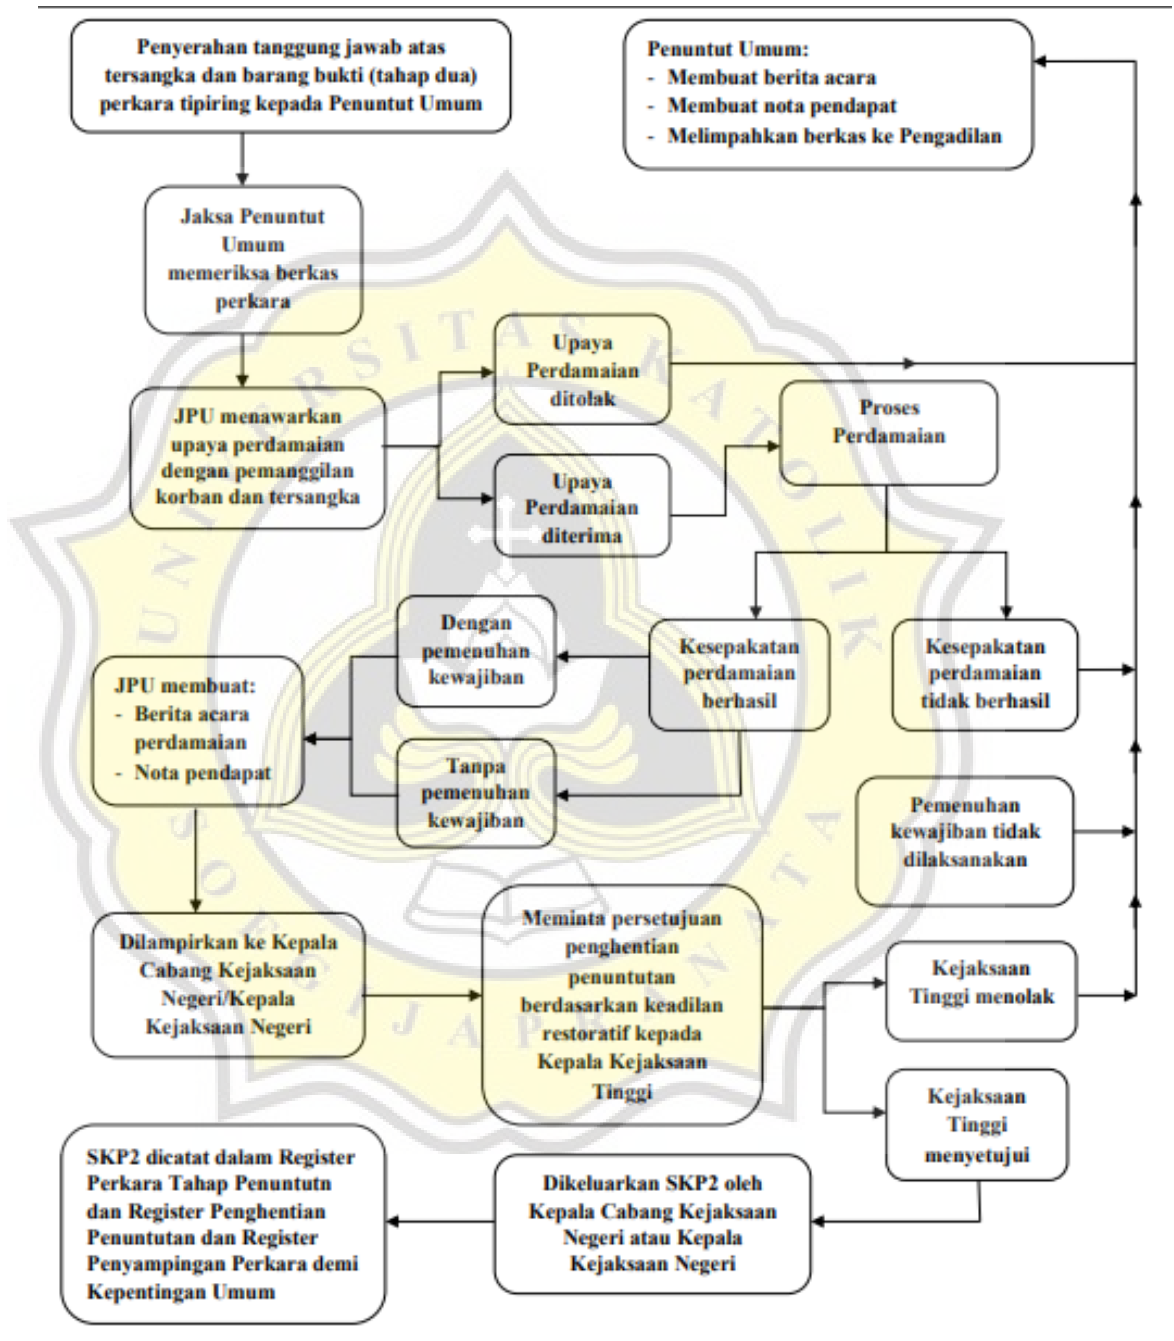 Penyerahan tanggung jawab atas
tersangka dan barang bukti (tahap dua)
perkara tipiring kepada Penuntut Umum
Penuntut Umum:
- Membuat berita acara
- Membuat nota pendapat
- Melimpahkan berkas ke Pengadilan
Jaksa Penuntut
Umum
memeriksa berkas
perkara
JPU menawarkan
upaya perdamaian
dengan pemanggilan
korban dan tersangka
Upaya
Perdamaian
ditolak
Upaya
Perdamaian
diterima
Proses
Perdamaian
Kesepakatan
perdamaian
berhasil
Kesepakatan
perdamaian
tidak berhasil
Dengan
pemenuhan
kewajiban
Tanpa
pemenuhan
kewajiban
JPU membuat:
- Berita acara
perdamaian
- Nota pendapat
Pemenuhan
kewajiban tidak
dilaksanakan
Dilampirkan ke Kepala
Cabang Kejaksaan
Negeri/Kepala
Kejaksaan Negeri
Meminta persetujuan
penghentian
penuntutan
berdasarkan keadilan
restoratif kepada
Kepala Kejaksaan
Tinggi
Kejaksaan
Tinggi menolak
Kejaksaan
Tinggi
menyetujui
Dikeluarkan SKP2 oleh
Kepala Cabang Kejaksaan
Negeri atau Kepala
Kejaksaan Negeri
SKP2 dicatat dalam Register
Perkara Tahap Penuntutn
dan Register Penghentian
Penuntutan dan Register
Penyampingan Perkara demi
Kepentingan Umum
UNIVERSITAS KATOLIK
SOEGIJAPRANATA